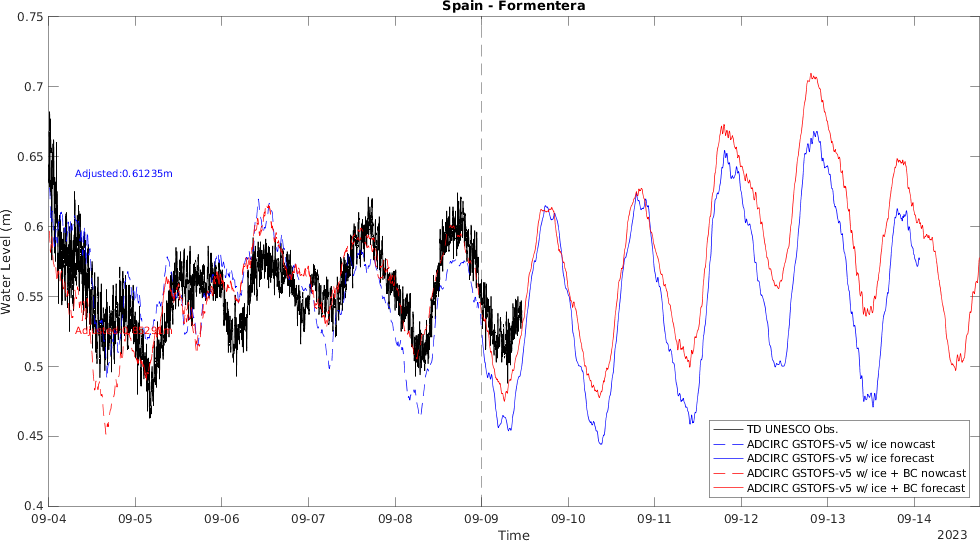 Spain - Formentera
0.75
0.7
0.65
0.6
0.55
0.5
0.45
0.4
Water Level (m)
Adjusted:0.61235m
09-04
09-05
09-06
09-07
09-08
09-09
09-10
09-11
09-12
09-13
09-14
Time
2023
TD UNESCO Obs.
ADCIRC GSTOFS-v5 w/ ice nowcast
ADCIRC GSTOFS-v5 w/ ice forecast
ADCIRC GSTOFS-v5 w/ ice + BC nowcast
ADCIRC GSTOFS-v5 w/ ice + BC forecast